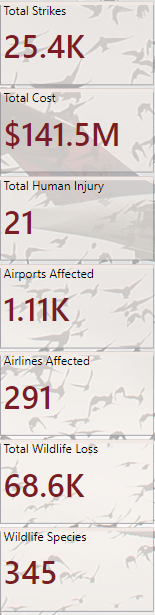 Total Strikes
25.4K
Total Cost
$141.5M
Total Human Injury
21
Airports Affected
1.11K
Airlines Affected
291
Total Wildlife Loss
68.6K
Wildlife Species
345